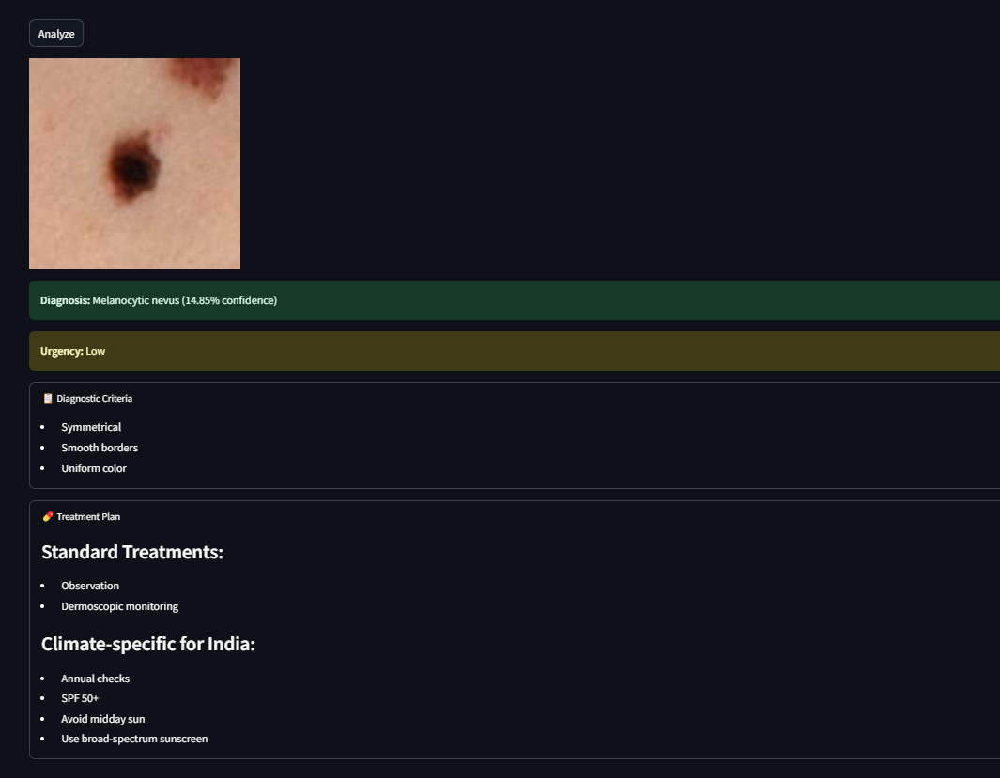 Analyze
Diagnosis: Melanocytic nevus (14.85% confidence)
Urgency: Low
📋 Diagnostic Criteria
• Symmetrical
• Smooth borders
• Uniform color
💊 Treatment Plan
Standard Treatments:
• Observation
• Dermoscopic monitoring
Climate-specific for India:
• Annual checks
• SPF 50+
• Avoid midday sun
• Use broad-spectrum sunscreen